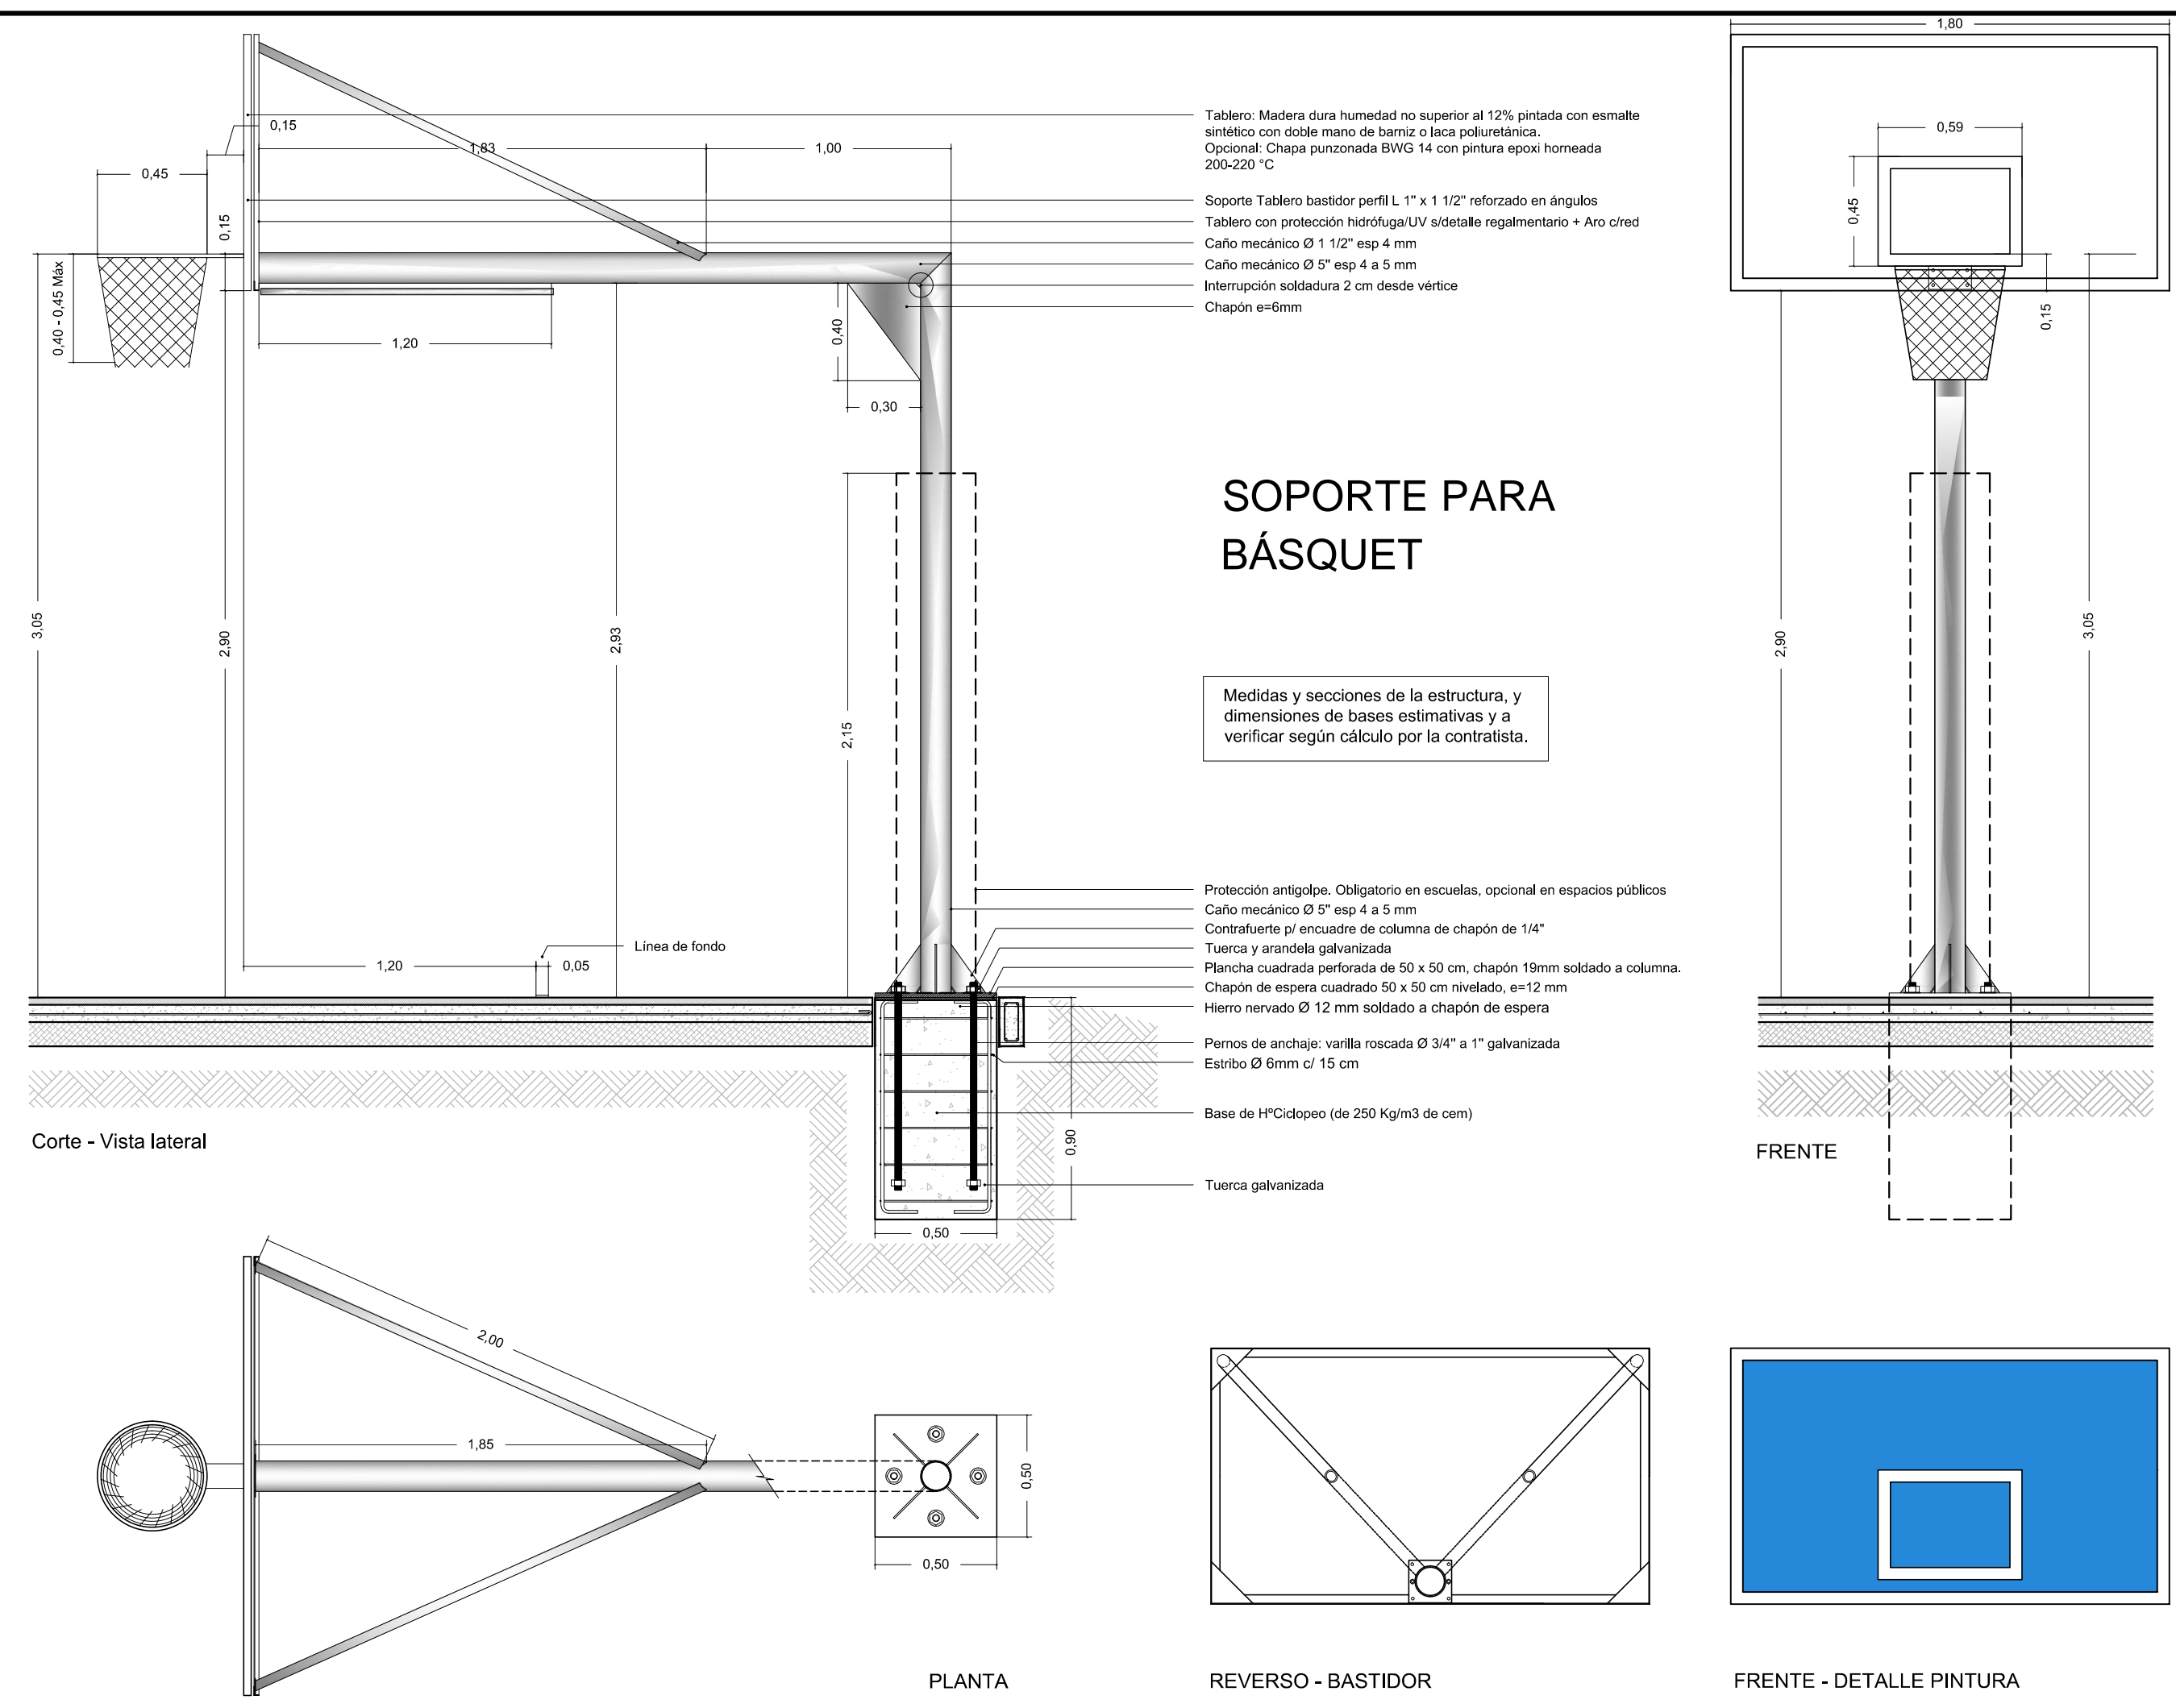 1,80
0,15
1,83
1,00
0,45
0,15
0,40 - 0,45 Máx
1,20
0,40
0,30
3,05
2,90
2,93
2,15
Línea de fondo
1,20
0,05
0,90
0,50
Corte - Vista lateral
Tablero: Madera dura humedad no superior al 12% pintada con esmalte
sintético con doble mano de barniz o laca poliuretánica.
Opcional: Chapa punzonada BWG 14 con pintura epoxi horneada
200-220 °C
Soporte Tablero bastidor perfil L 1" x 1 1/2" reforzado en ángulos
Tablero con protección hidrófuga/UV s/detalle regalmentario + Aro c/red
Caño mecánico Ø 1 1/2" esp 4 mm
Caño mecánico Ø 5" esp 4 a 5 mm
Interrupción soldadura 2 cm desde vértice
Chapón e=6mm
SOPORTE PARA
BÁSQUET
Medidas y secciones de la estructura, y
dimensiones de bases estimativas y a
verificar según cálculo por la contratista.
Protección antigolpe. Obligatorio en escuelas, opcional en espacios públicos
Caño mecánico Ø 5" esp 4 a 5 mm
Contrafuerte p/ encuadre de columna de chapón de 1/4"
Tuerca y arandela galvanizada
Plancha cuadrada perforada de 50 x 50 cm, chapón 19mm soldado a columna.
Chapón de espera cuadrado 50 x 50 cm nivelado, e=12 mm
Hierro nervado Ø 12 mm soldado a chapón de espera
Pernos de anchaje: varilla roscada Ø 3/4" a 1" galvanizada
Estribo Ø 6mm c/ 15 cm
Base de HºCiclopeo (de 250 Kg/m3 de cem)
Tuerca galvanizada
0,59
0,45
0,15
2,90
3,05
FRENTE
2,00
1,85
0,50
0,50
PLANTA
REVERSO - BASTIDOR
FRENTE - DETALLE PINTURA